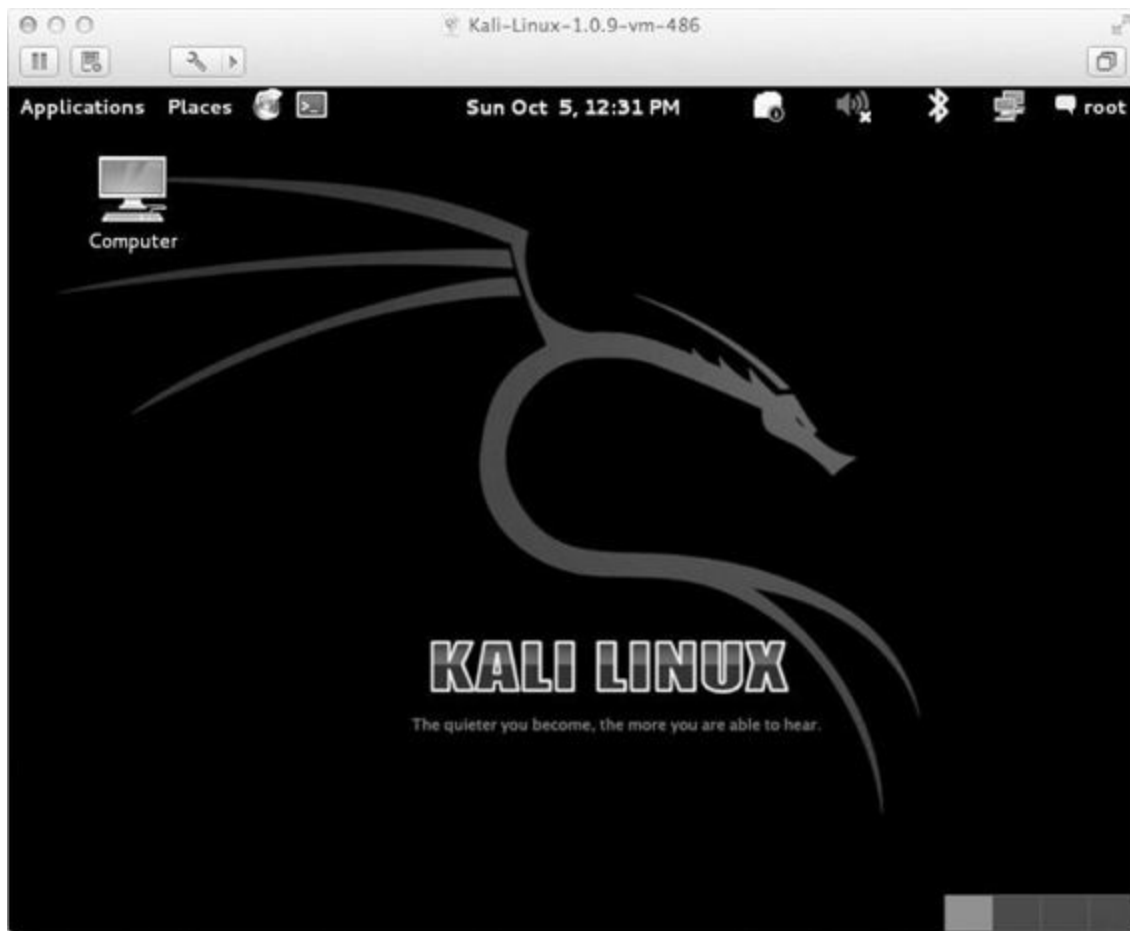 Kali-Linux-1.0.9-vm-486
Applications Places Sun Oct 5, 12:31 PM root
Computer
KALI LINUX
The quieter you become, the more you are able to hear.